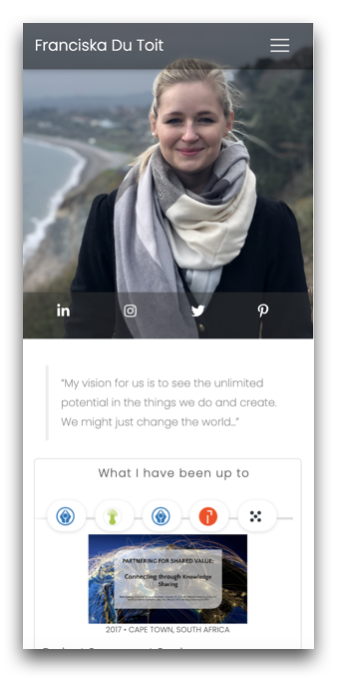 Franciska Du Toit
in
"My vision for us is to see the unlimited
potential in the things we do and create.
We might just change the world..."
What I have been up to
PARTNERING FOR SHARED VALUE:
Connecting through Knowledge
Sharing
2017 • CAPE TOWN, SOUTH AFRICA